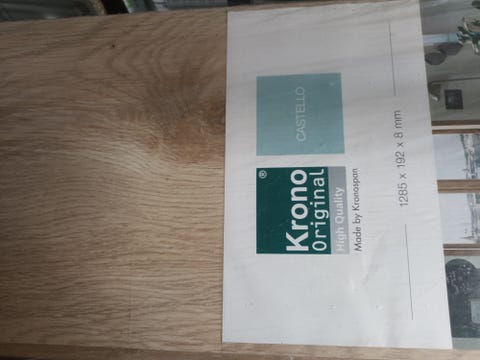 Krono
Original®
High Quality
Made by Kronospan
CASTELLO
1285 x 192 x 8 mm